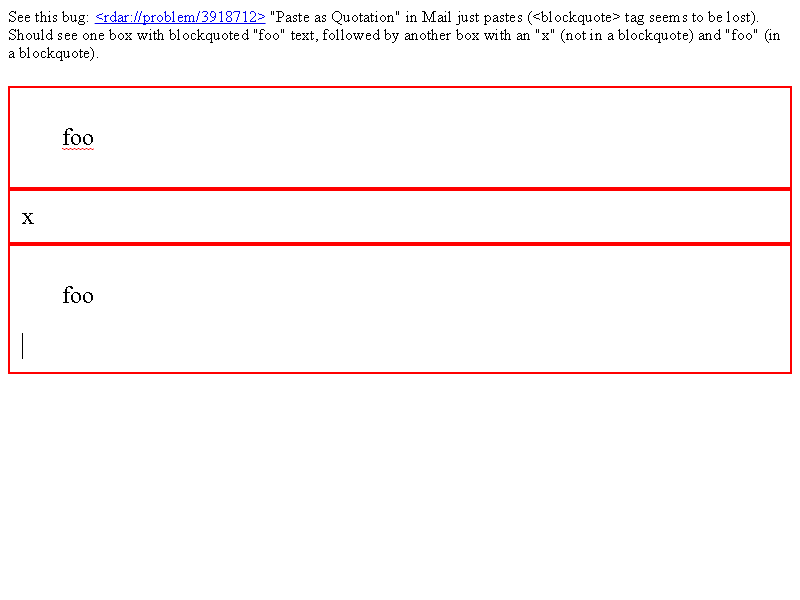 See this bug: <rdar://problem/3918712> "Paste as Quotation" in Mail just pastes (<blockquote> tag seems to be lost).
Should see one box with blockquoted "foo" text, followed by another box with an "x" (not in a blockquote) and "foo" (in
a blockquote).
foo
x
foo